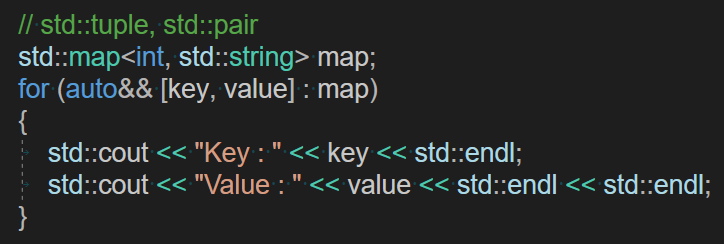 // std::tuple, std::pair
std::map<int, std::string> map;
for (auto&& [key, value] : map)
{
std::cout << "Key : " << key << std::endl;
std::cout << "Value : " << value << std::endl << std::endl;
}